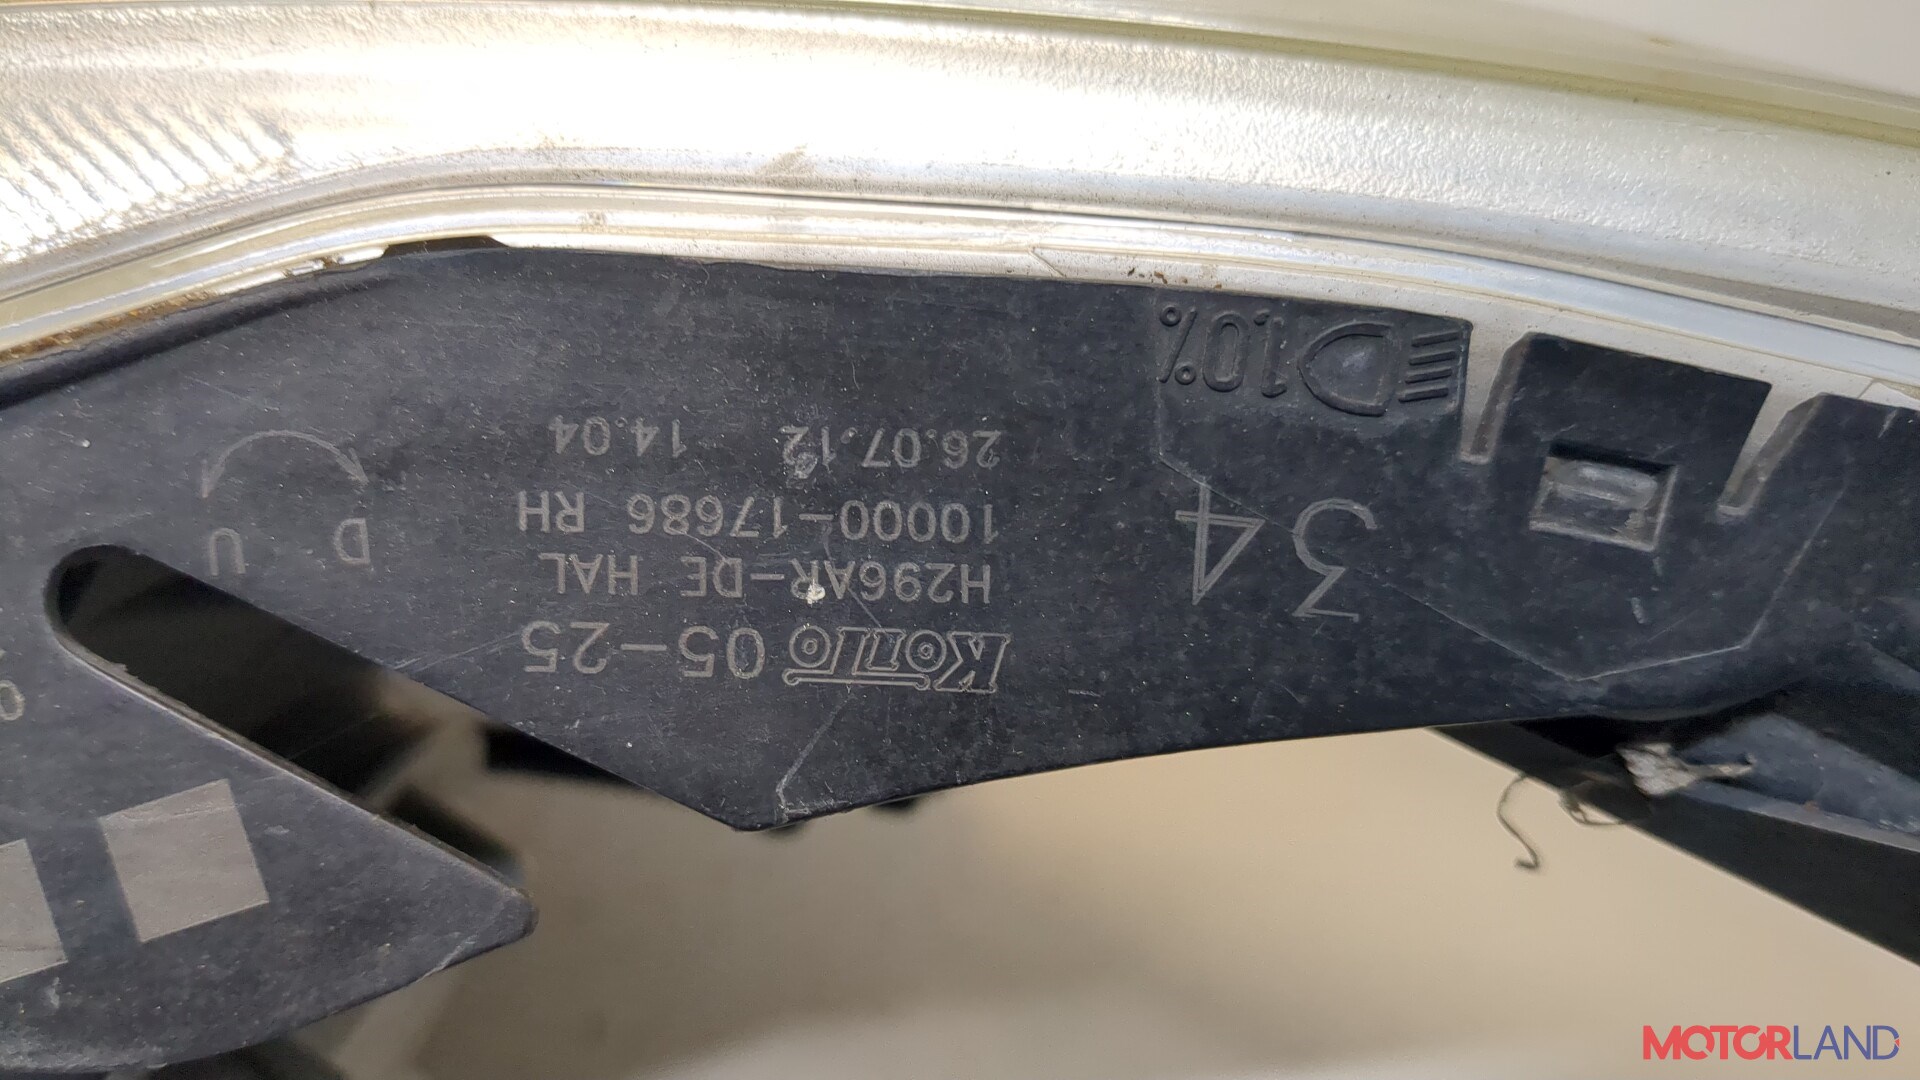 34
Koito 05-25
H296AR-DE HAL
10000-17686 RH
26.07.12 14.04
1.0%
D U
MOTORLAND